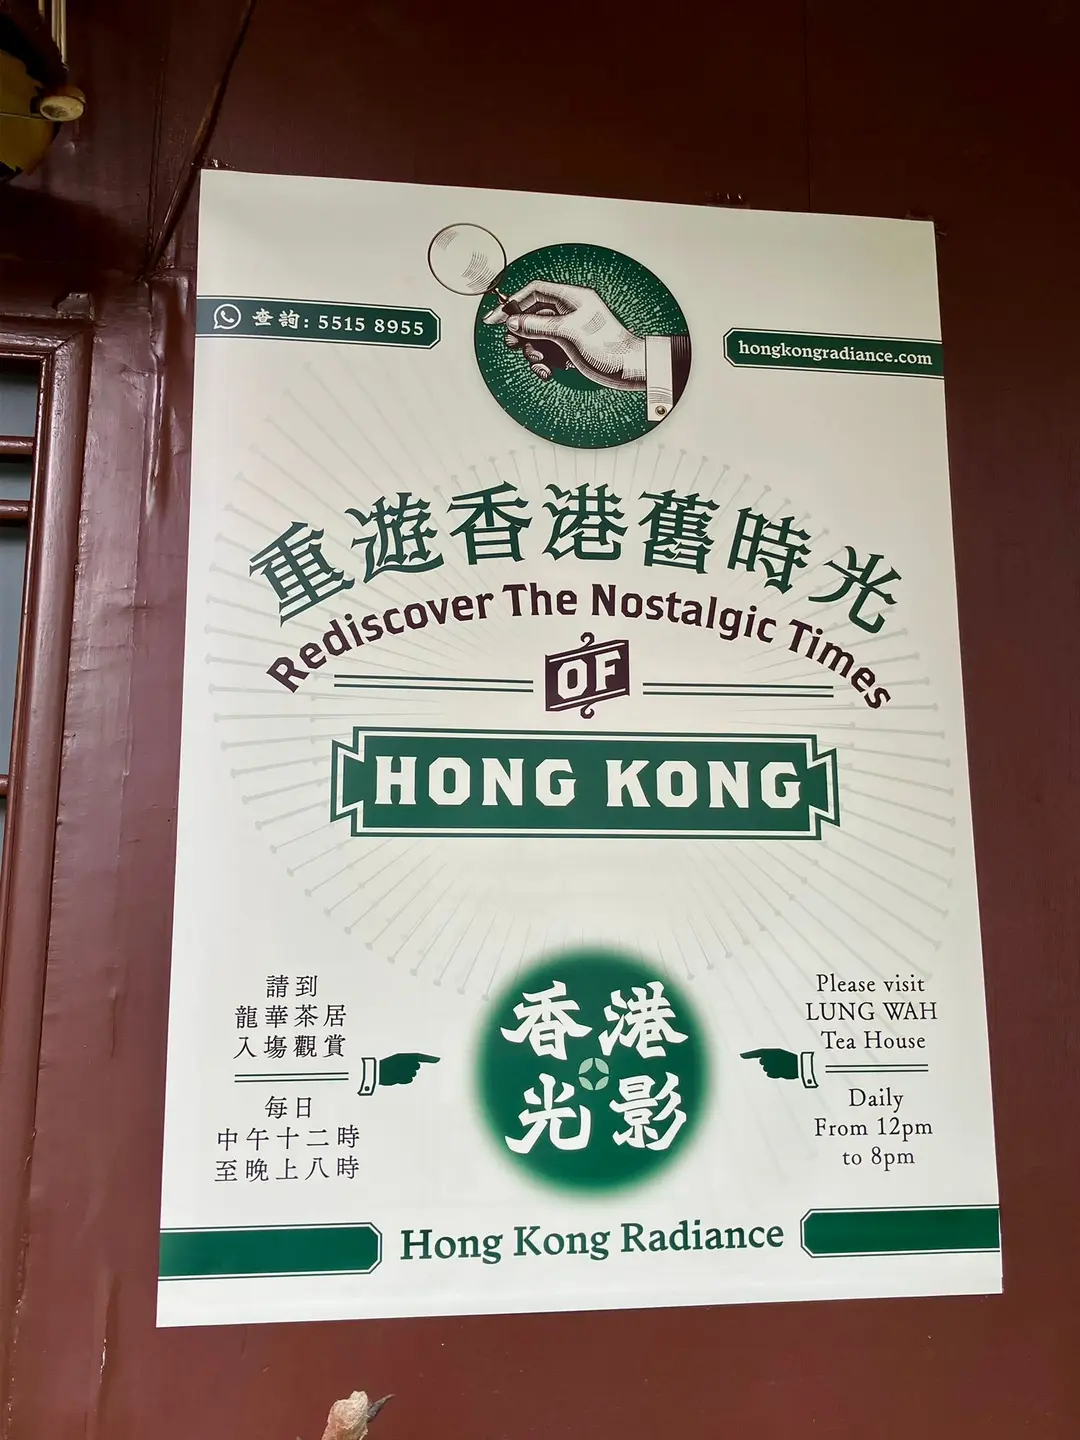 查詢: 5515 8955
hongkongradiance.com
重遊香港舊時光
Rediscover The Nostalgic Times
OF
HONG KONG
請到
龍華茶居
入場觀賞
每日
中午十二時
至晚上八時
香港
光影
Please visit
LUNG WAH
Tea House
Daily
From 12pm
to 8pm
Hong Kong Radiance